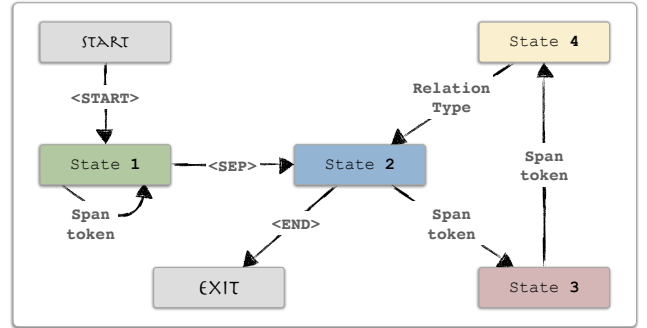 START
State 4
<START>
Relation
Type
State 1
<SEP>
State 2
Span
token
Span
token
<END>
Span
token
EXIT
State 3